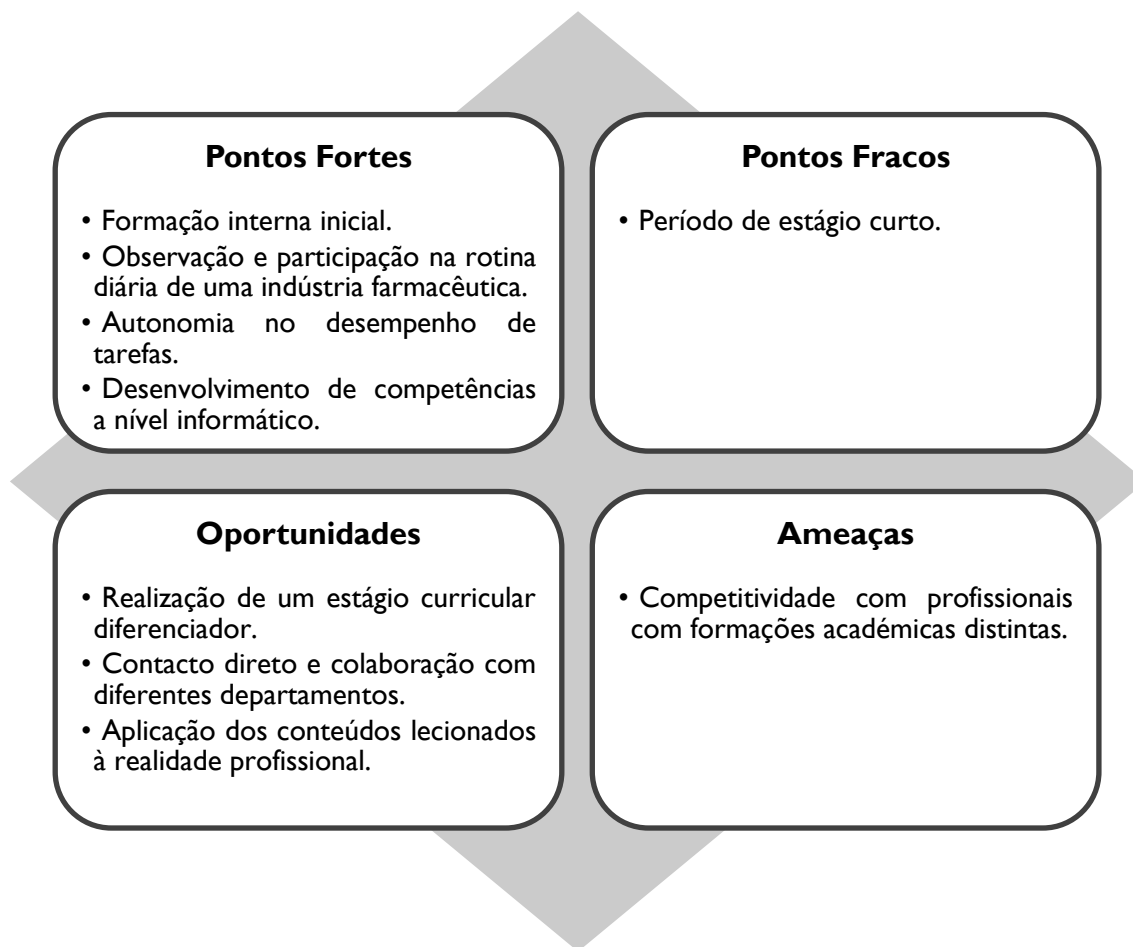 Pontos Fortes
• Formação interna inicial.
• Observação e participação na rotina
diária de uma indústria farmacêutica.
• Autonomia no desempenho de
tarefas.
• Desenvolvimento de competências
a nível informático.
Pontos Fracos
• Período de estágio curto.
Oportunidades
• Realização de um estágio curricular
diferenciador.
• Contacto direto e colaboração com
diferentes departamentos.
• Aplicação dos conteúdos lecionados
à realidade profissional.
Ameaças
• Competitividade com profissionais
com formações académicas distintas.